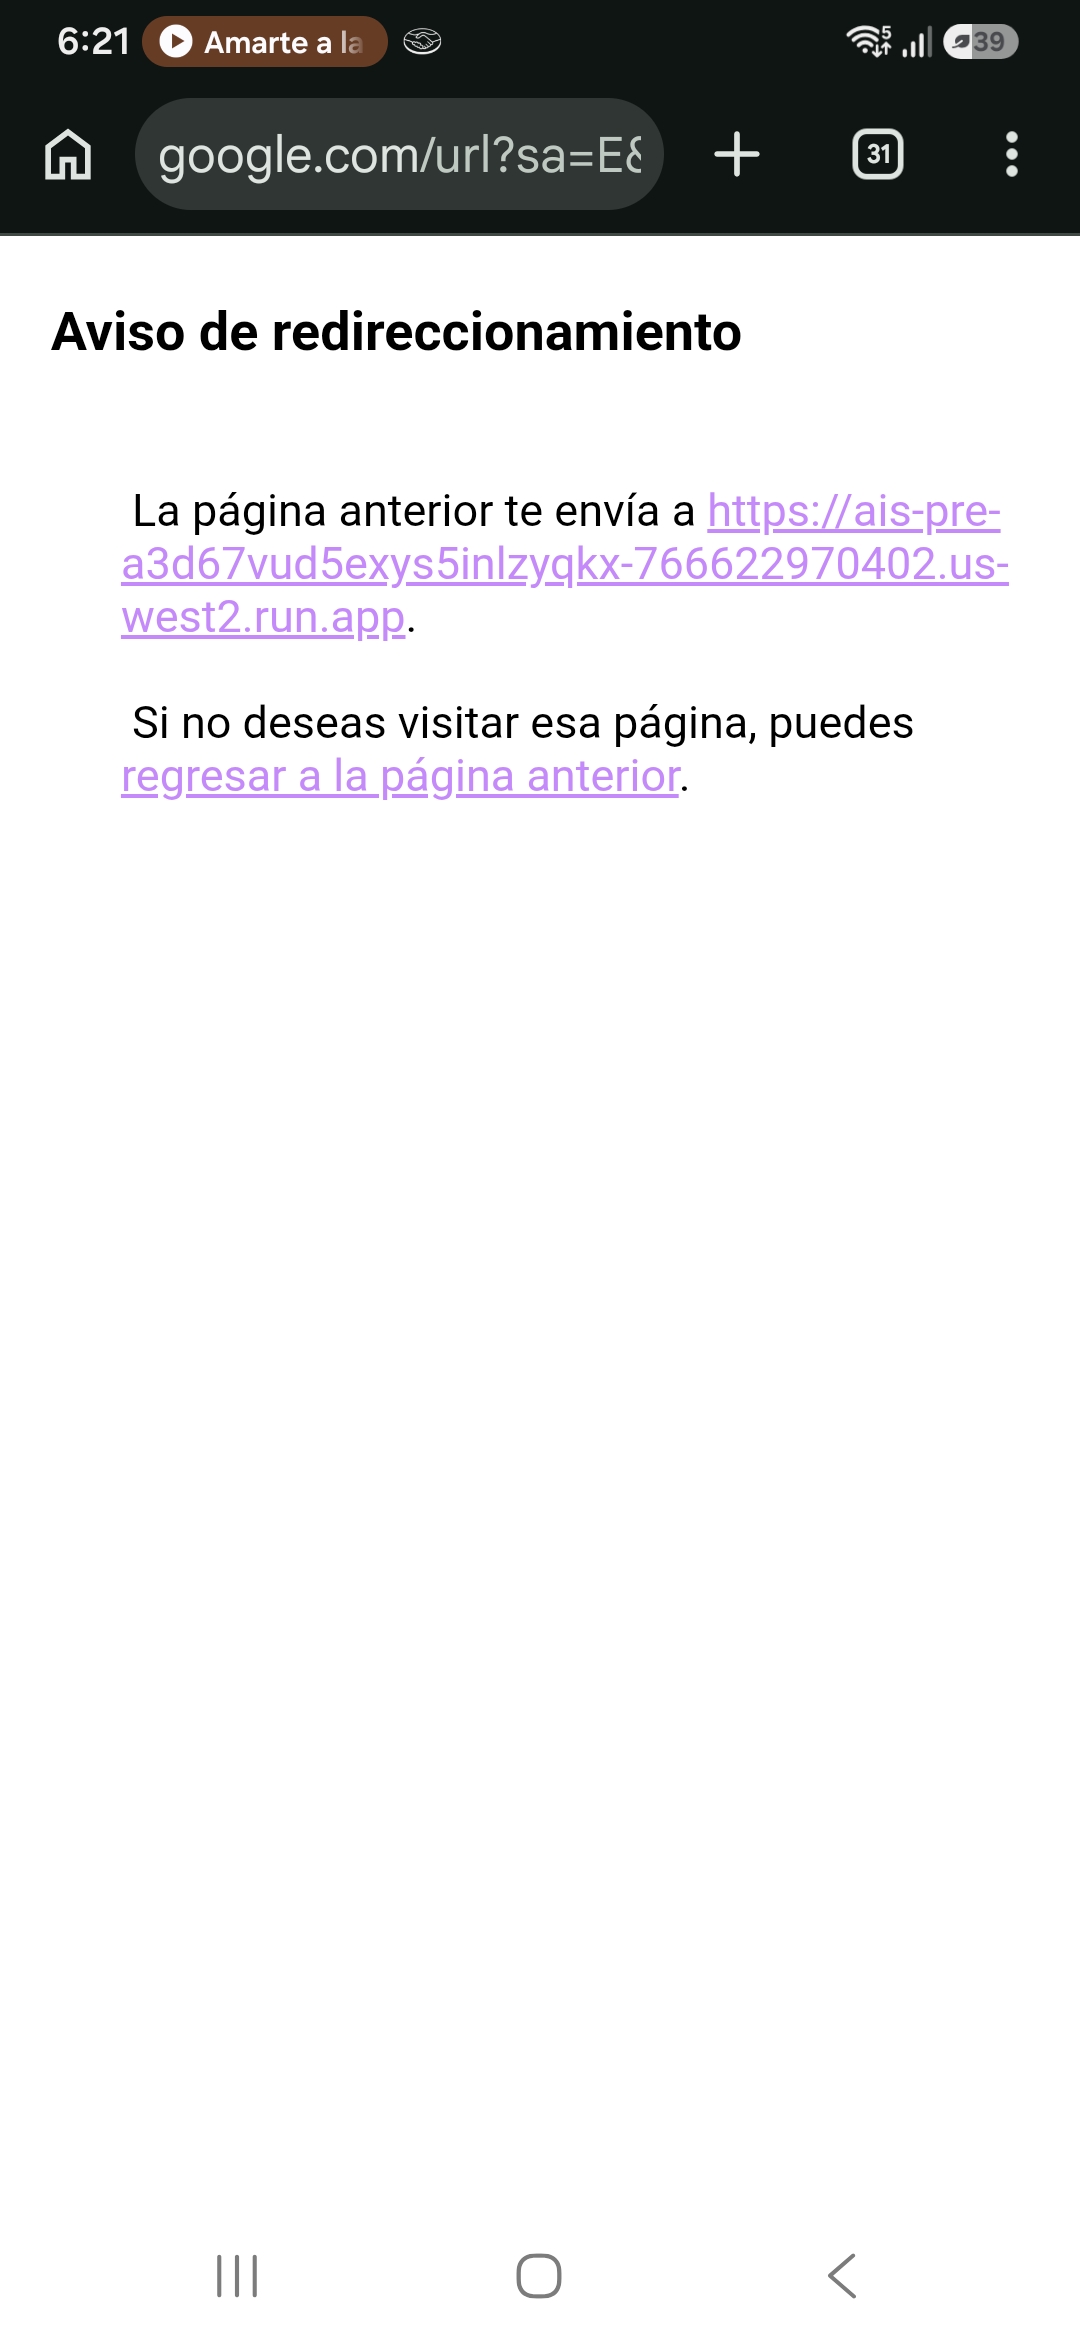 6:21 Amarte a la 5 39
google.com/url?sa=E& 31
Aviso de redireccionamiento
La página anterior te envía a https://ais-pre-
a3d67vud5exys5inlzyqkx-766622970402.us-
west2.run.app.
Si no deseas visitar esa página, puedes
regresar a la página anterior.